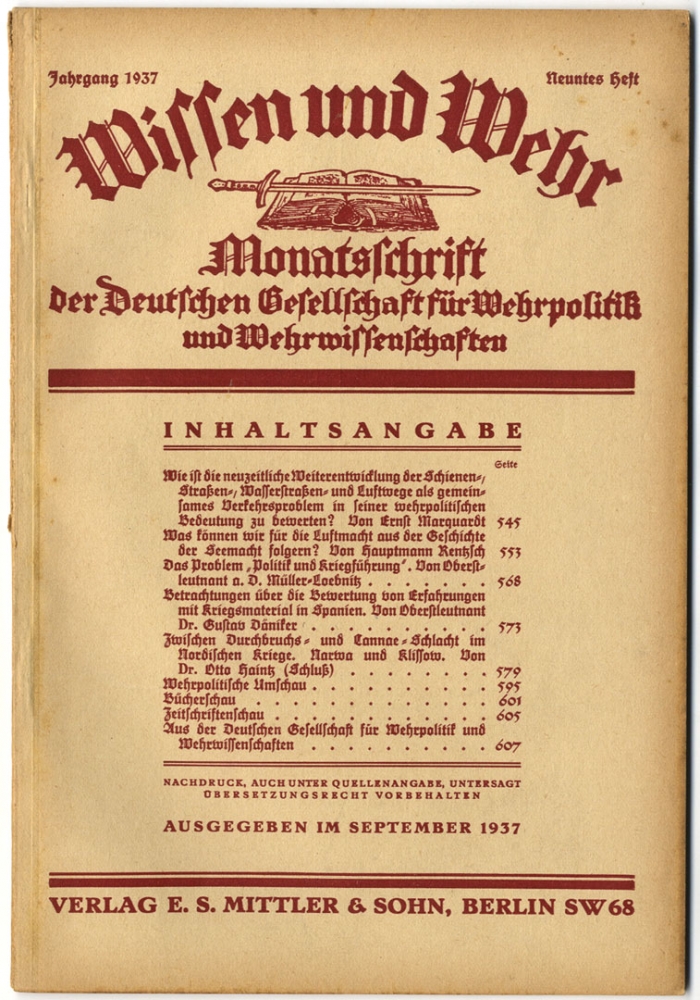 Jahrgang 1937
Neuntes Heft
Wissen und Wehr
Monatsschrift
der Deutschen Gesellschaft für Wehrpolitik
und Wehrwissenschaften
INHALTSANGABE
Seite
Wie ist die neuzeitliche Weiterentwicklung der Schienen-,
Straßen-, Wasserstraßen- und Luftwege als gemein-
sames Verkehrsproblem in seiner wehrpolitischen
Bedeutung zu bewerten? Von Ernst Marquardt 545
Was können wir für die Luftmacht aus der Geschichte
der Seemacht folgern? Von Hauptmann Rentzsch 553
Das Problem „Politik und Kriegführung“. Von Oberst-
leutnant a. D. Müller-Loebnitz . . . . . . . 568
Betrachtungen über die Bewertung von Erfahrungen
mit Kriegsmaterial in Spanien. Von Oberstleutnant
Dr. Gustav Däniker . . . . . . . . . . . 573
Zwischen Durchbruchs- und Cannae-Schlacht im
Nordischen Kriege. Narwa und Klissow. Von
Dr. Otto Haintz (Schluß) . . . . . . . . 579
Wehrpolitische Umschau . . . . . . . . . . . 595
Bücherschau . . . . . . . . . . . . . . 601
Zeitschriftenschau . . . . . . . . . . . . . 605
Aus der Deutschen Gesellschaft für Wehrpolitik und
Wehrwissenschaften . . . . . . . . . . . 607
NACHDRUCK, AUCH UNTER QUELLENANGABE, UNTERSAGT
ÜBERSETZUNGSRECHT VORBEHALTEN
AUSGEGEBEN IM SEPTEMBER 1937
VERLAG E. S. MITTLER & SOHN, BERLIN SW 68